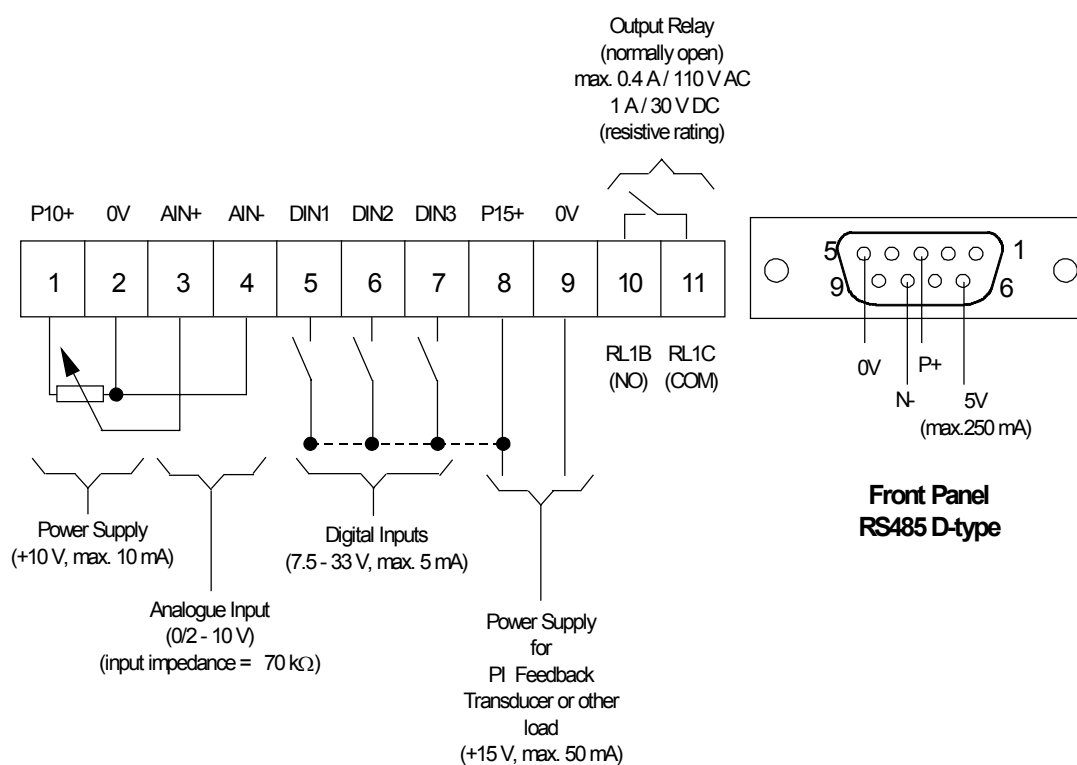 Output Relay
(normally open)
max. 0.4 A / 110 V AC
1 A / 30 V DC
(resistive rating)
P10+ 0V AIN+ AIN- DIN1 DIN2 DIN3 P15+ 0V
1 2 3 4 5 6 7 8 9 10 11
RL1B
(NO)
RL1C
(COM)
5 1
9 6
0V
P+
N-
5V
(max.250 mA)
Front Panel
RS485 D-type
Power Supply
(+10 V, max. 10 mA)
Analogue Input
(0/2 - 10 V)
(input impedance = 70 kΩ)
Digital Inputs
(7.5 - 33 V, max. 5 mA)
Power Supply
for
PI Feedback
Transducer or other
load
(+15 V, max. 50 mA)